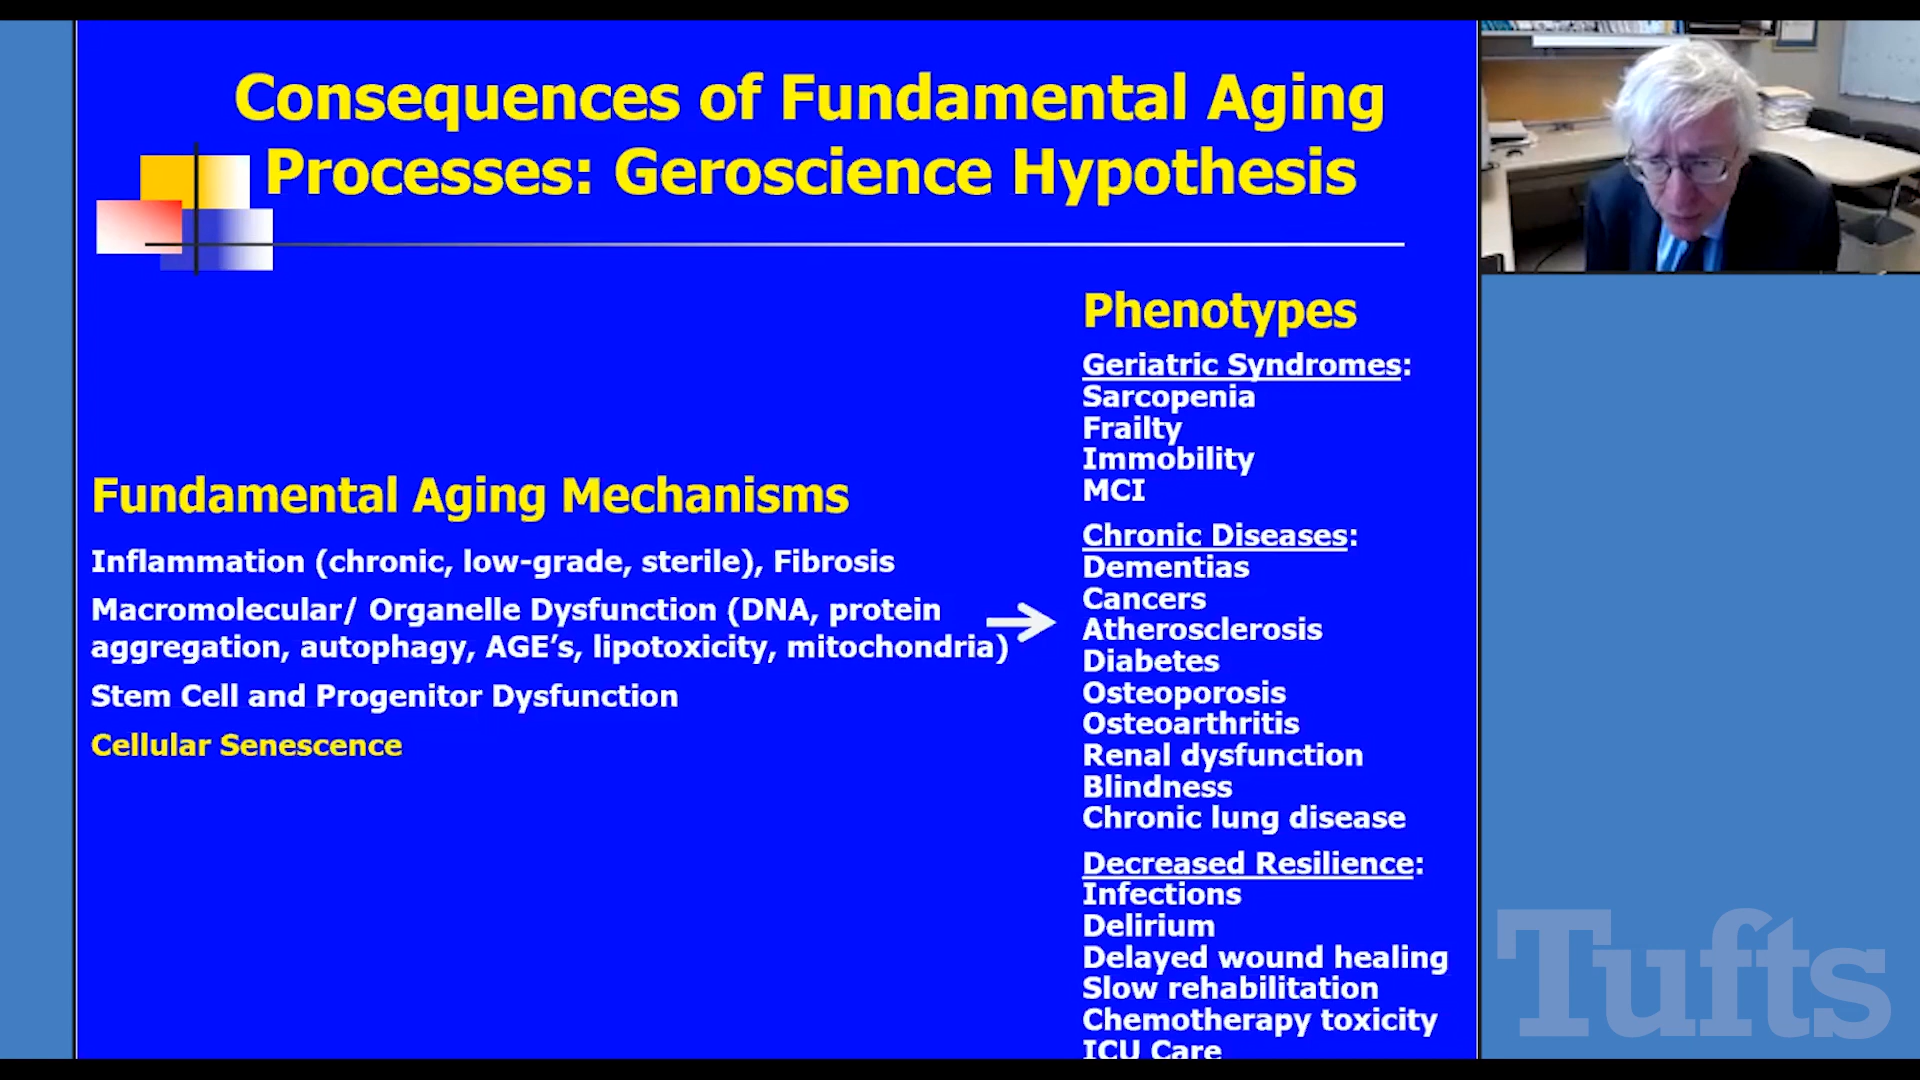 Consequences of Fundamental Aging
Processes: Geroscience Hypothesis
Fundamental Aging Mechanisms
Inflammation (chronic, low-grade, sterile), Fibrosis
Macromolecular/ Organelle Dysfunction (DNA, protein
aggregation, autophagy, AGE’s, lipotoxicity, mitochondria)
Stem Cell and Progenitor Dysfunction
Cellular Senescence
Phenotypes
Geriatric Syndromes:
Sarcopenia
Frailty
Immobility
MCI
Chronic Diseases:
Dementias
Cancers
Atherosclerosis
Diabetes
Osteoporosis
Osteoarthritis
Renal dysfunction
Blindness
Chronic lung disease
Decreased Resilience:
Infections
Delirium
Delayed wound healing
Slow rehabilitation
Chemotherapy toxicity
ICU Care
Tufts